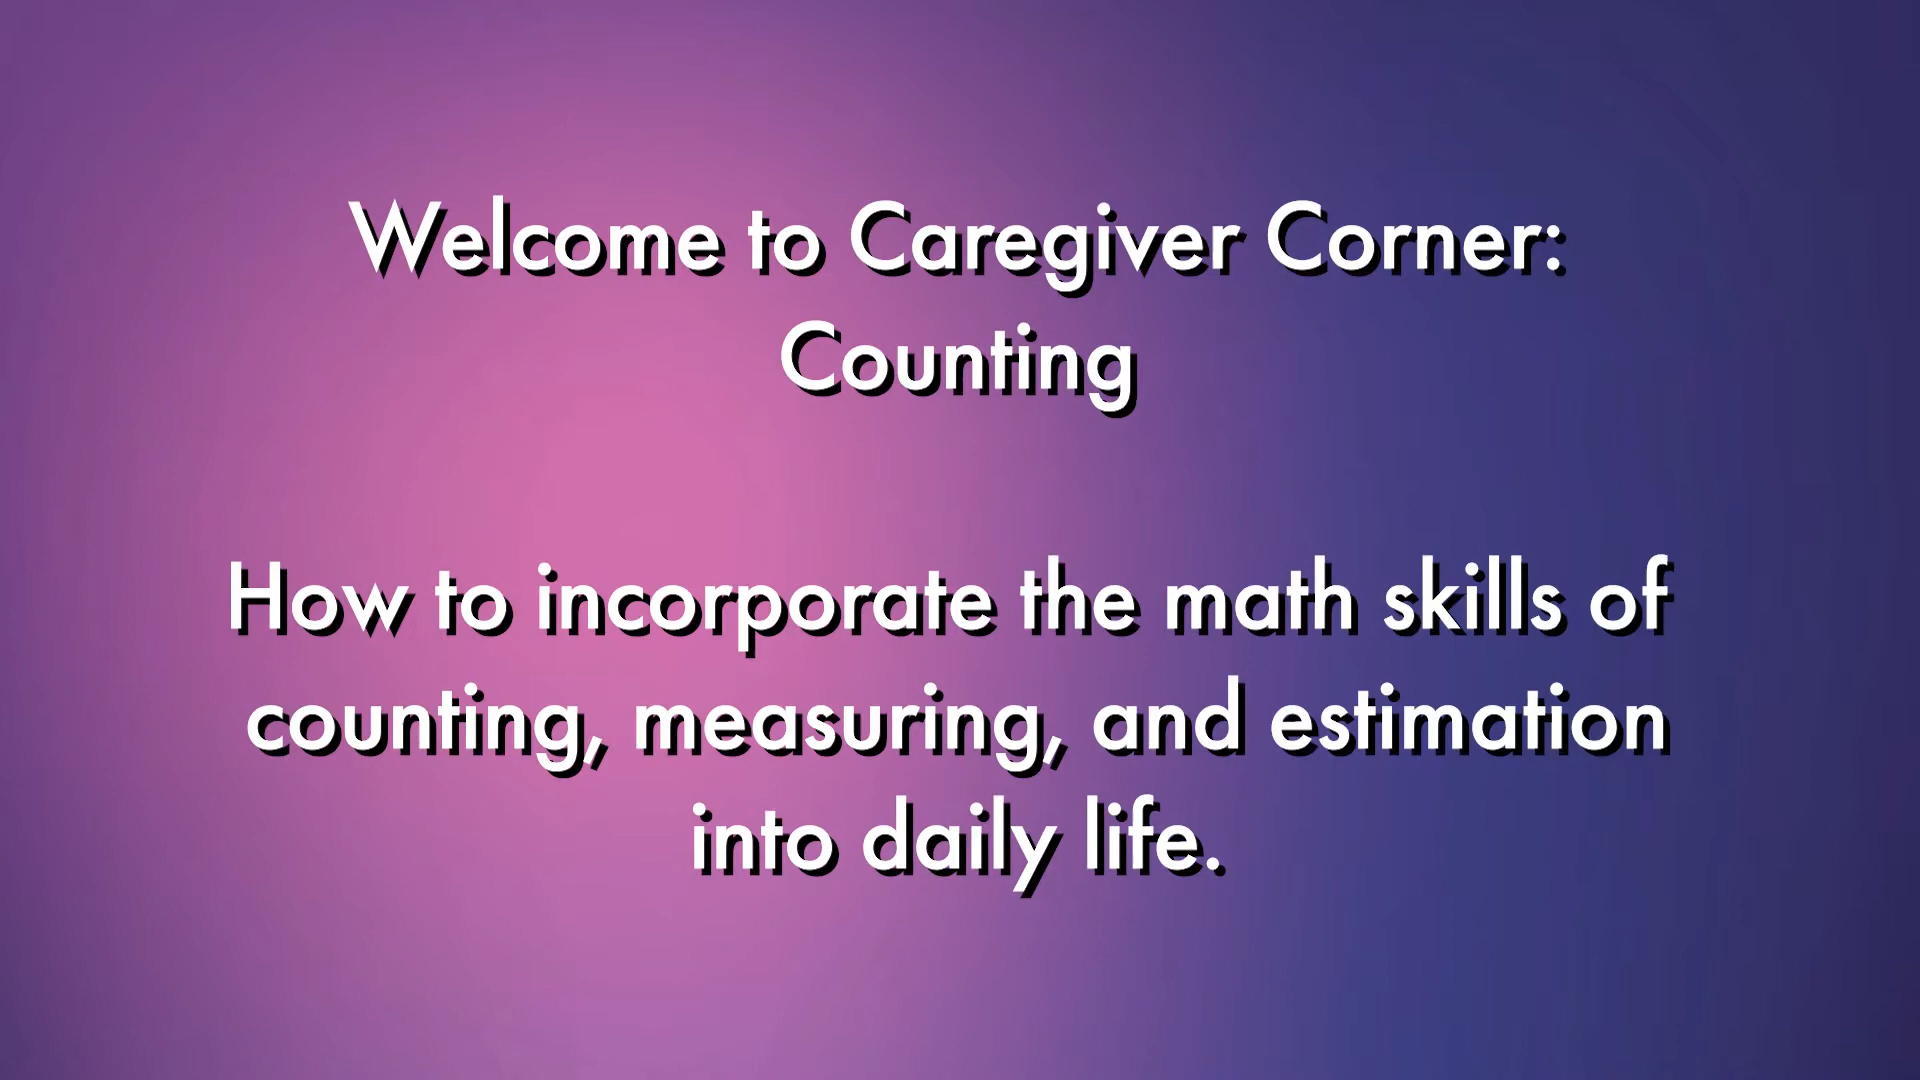 Welcome to Caregiver Corner:
Counting
How to incorporate the math skills of
counting, measuring, and estimation
into daily life.